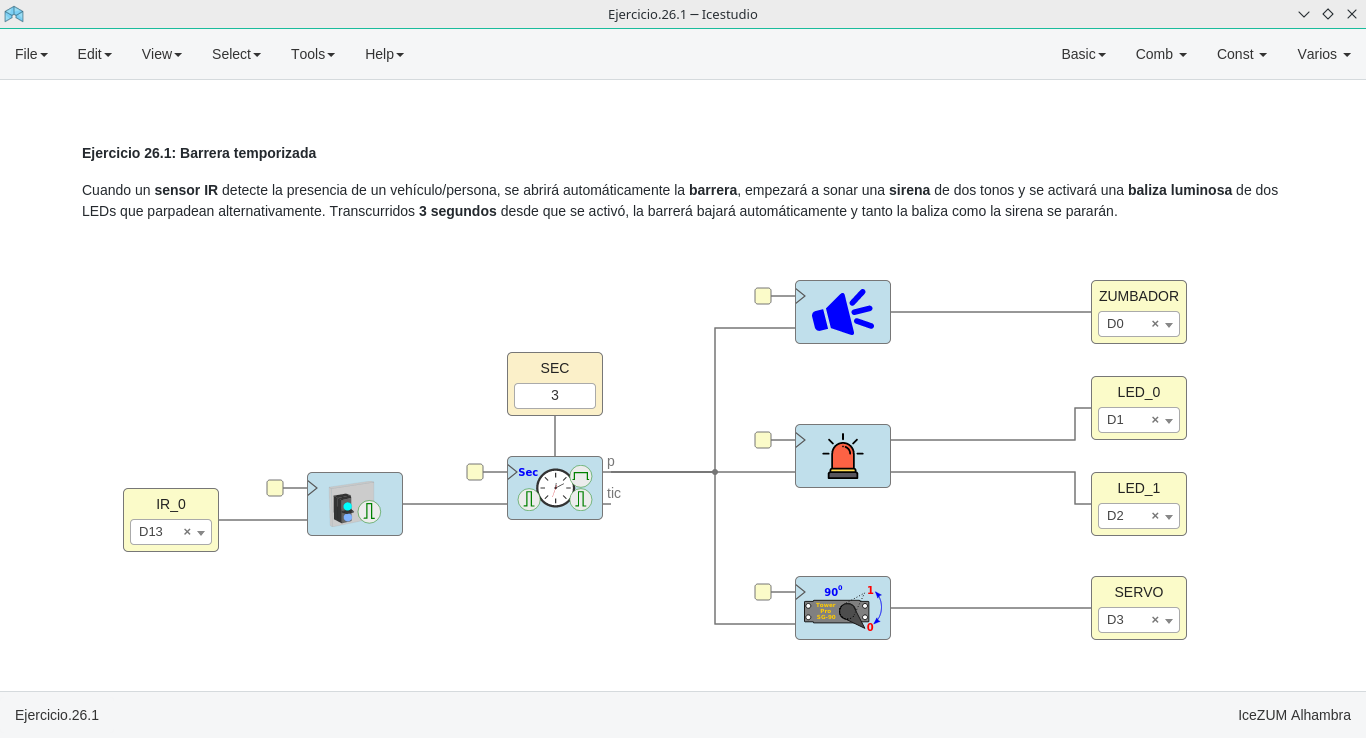 Ejercicio.26.1 – Icestudio
File Edit View Select Tools Help Basic Comb Const Varios
Ejercicio 26.1: Barrera temporizada
Cuando un sensor IR detecte la presencia de un vehículo/persona, se abrirá automáticamente la barrera, empezará a sonar una sirena de dos tonos y se activará una baliza luminosa de dos
LEDs que parpadean alternativamente. Transcurridos 3 segundos desde que se activó, la barrerá bajará automáticamente y tanto la baliza como la sirena se pararán.
ZUMBADOR
D0
SEC
3
LED_0
D1
Sec
p
tic
IR_0
D13
LED_1
D2
90º
1
Tower
Pro
SG-90
0
SERVO
D3
Ejercicio.26.1
IceZUM Alhambra